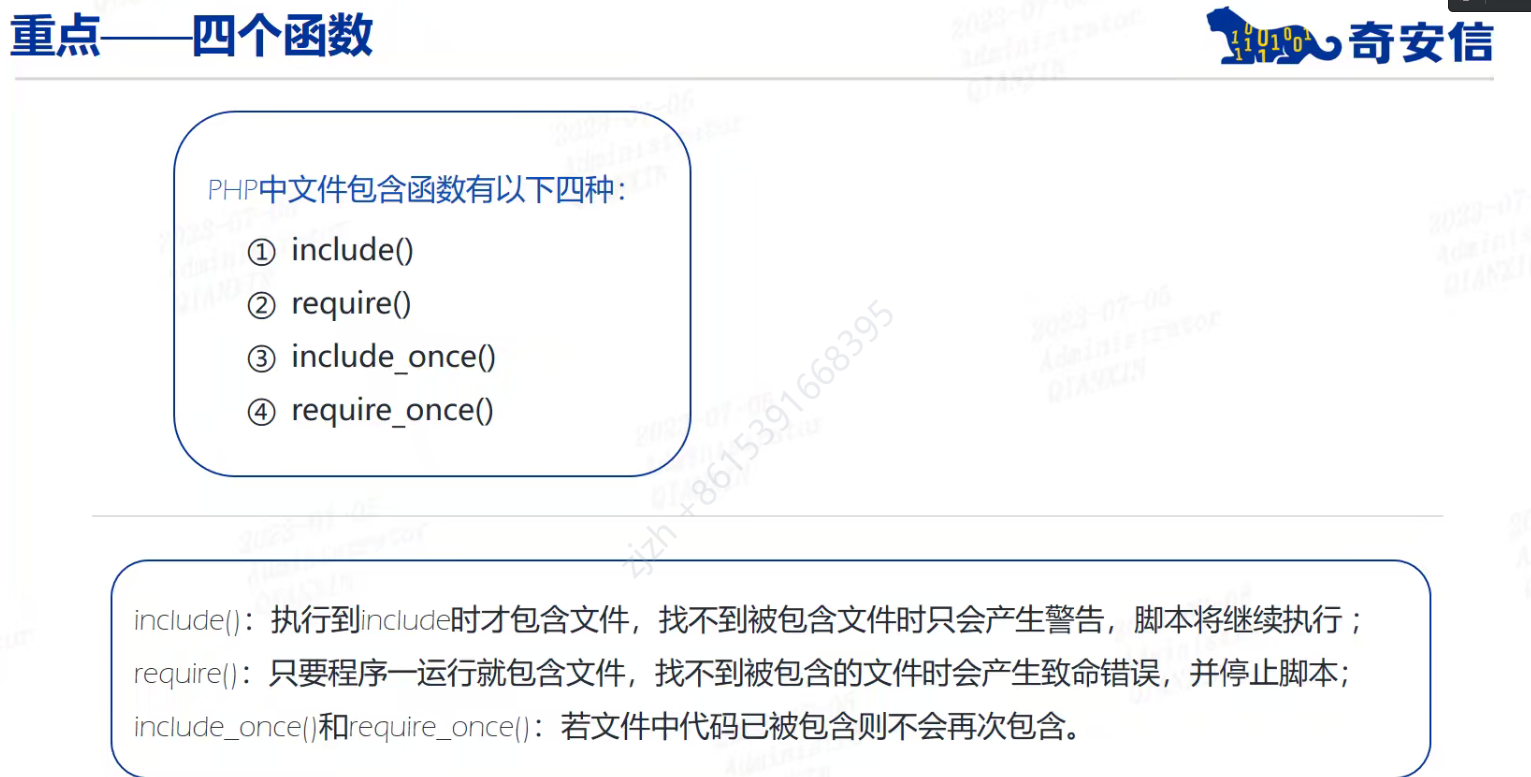 重点——四个函数
奇安信
PHP中文件包含函数有以下四种：
① include()
② require()
③ include_once()
④ require_once()
zjzh +8615391668395
include()：执行到include时才包含文件，找不到被包含文件时只会产生警告，脚本将继续执行；
require()：只要程序一运行就包含文件，找不到被包含的文件时会产生致命错误，并停止脚本；
include_once()和require_once()：若文件中代码已被包含则不会再次包含。
2023-07-05
Administrator
QIANXIN